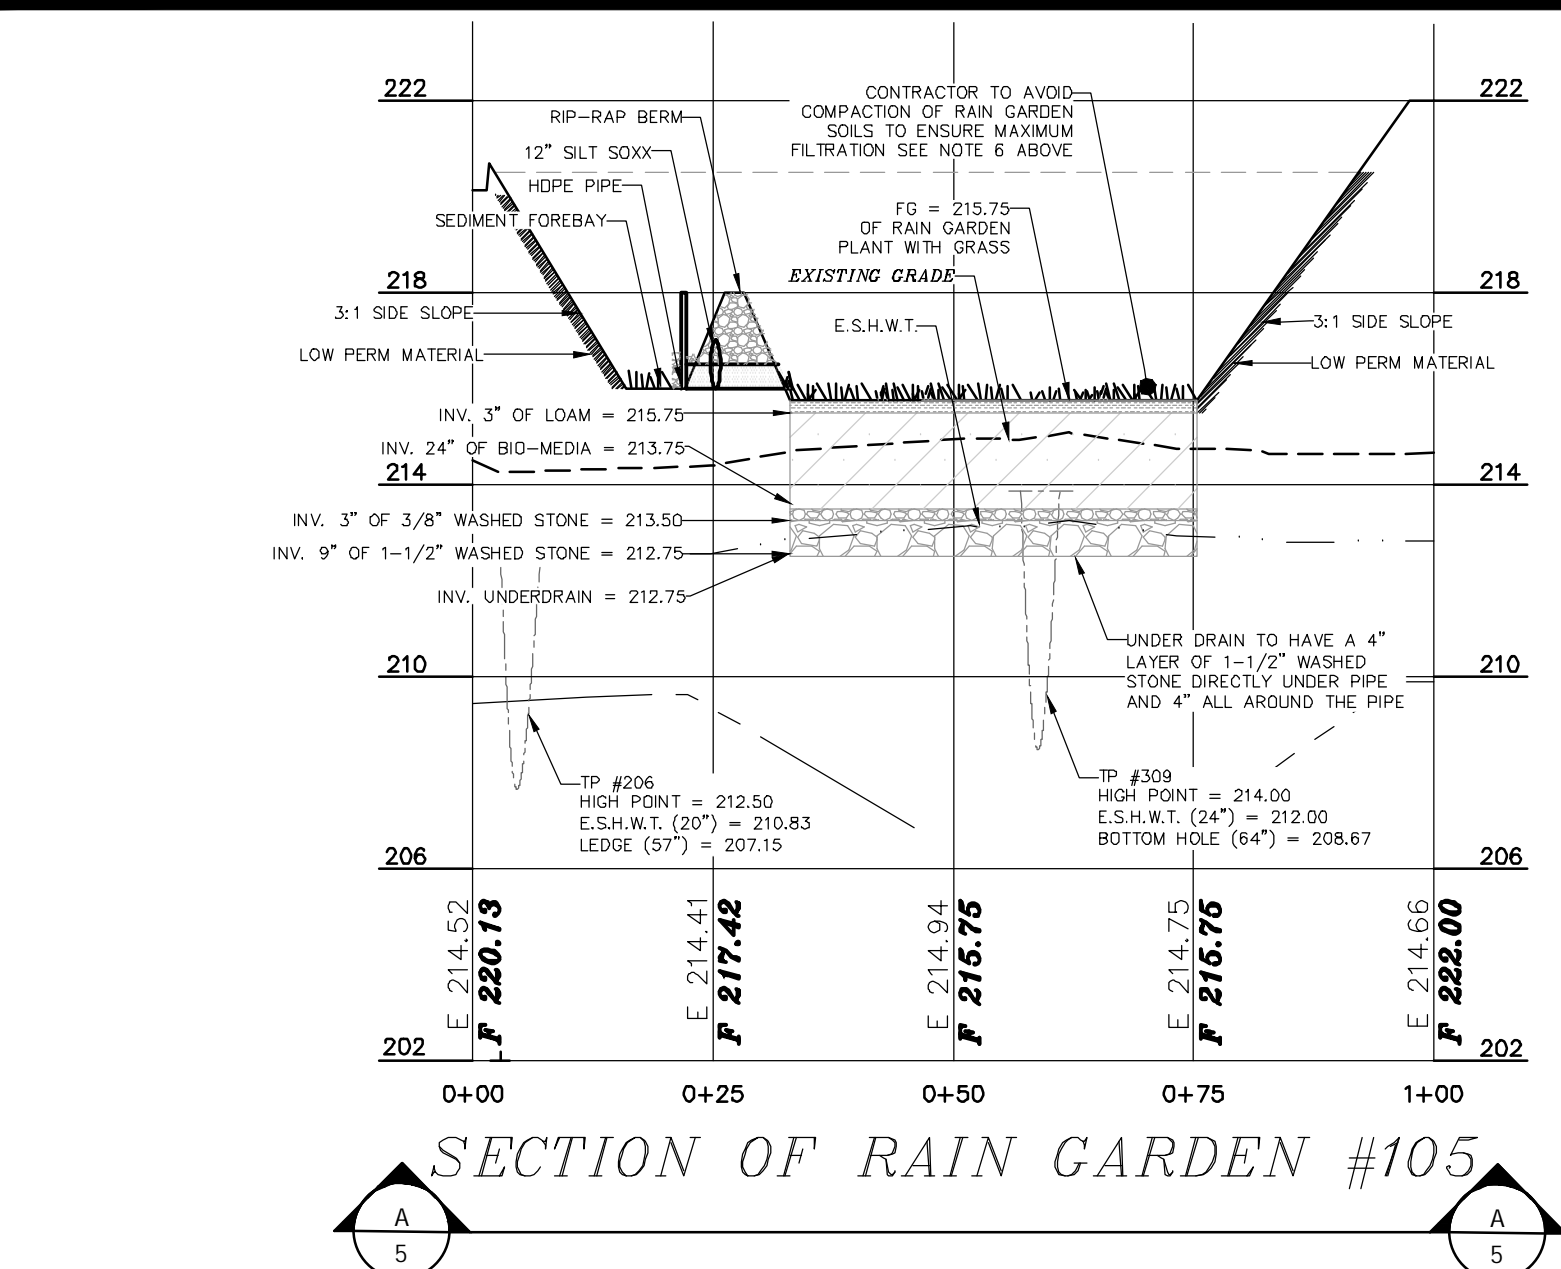 222
222
CONTRACTOR TO AVOID
COMPACTION OF RAIN GARDEN
SOILS TO ENSURE MAXIMUM
FILTRATION SEE NOTE 6 ABOVE
RIP-RAP BERM
12" SILT SOXX
HDPE PIPE
SEDIMENT FOREBAY
FG = 215.75
OF RAIN GARDEN
PLANT WITH GRASS
EXISTING GRADE
218
218
3:1 SIDE SLOPE
E.S.H.W.T.
3:1 SIDE SLOPE
LOW PERM MATERIAL
LOW PERM MATERIAL
INV. 3" OF LOAM = 215.75
INV. 24" OF BIO-MEDIA = 213.75
214
214
INV. 3" OF 3/8" WASHED STONE = 213.50
INV. 9" OF 1-1/2" WASHED STONE = 212.75
INV. UNDERDRAIN = 212.75
UNDER DRAIN TO HAVE A 4"
LAYER OF 1-1/2" WASHED
STONE DIRECTLY UNDER PIPE
AND 4" ALL AROUND THE PIPE
210
210
TP #206
HIGH POINT = 212.50
E.S.H.W.T. (20") = 210.83
LEDGE (57") = 207.15
TP #309
HIGH POINT = 214.00
E.S.H.W.T. (24") = 212.00
BOTTOM HOLE (64") = 208.67
206
206
E 214.52
F 220.13
E 214.41
F 217.42
E 214.94
F 215.75
E 214.75
F 215.75
E 214.66
F 222.00
202
202
0+00
0+25
0+50
0+75
1+00
SECTION OF RAIN GARDEN #105
A
5
A
5